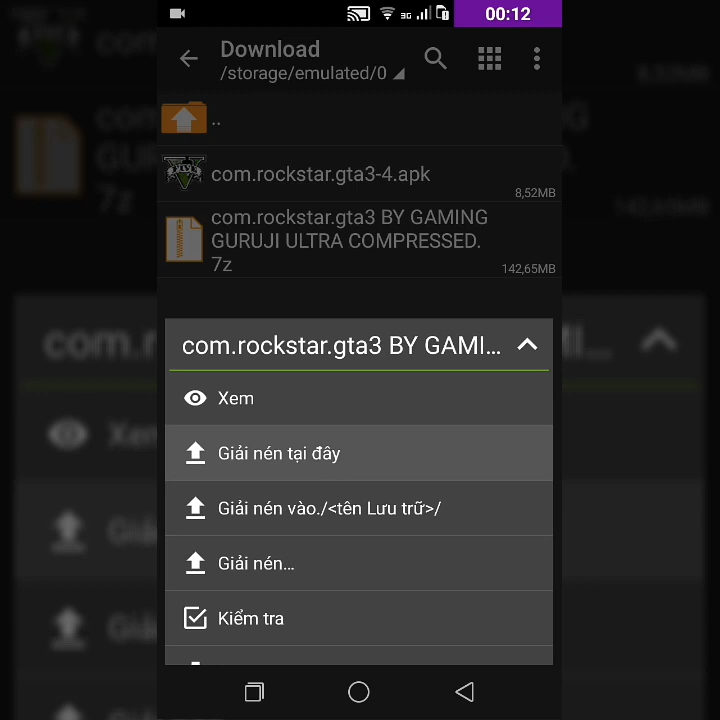 3G 00:12
Download
/storage/emulated/0
..
com.rockstar.gta3-4.apk
8,52MB
com.rockstar.gta3 BY GAMING
GURUJI ULTRA COMPRESSED.
7z
142,65MB
com.rockstar.gta3 BY GAMI...
Xem
Giải nén tại đây
Giải nén vào./<tên Lưu trữ>/
Giải nén...
Kiểm tra